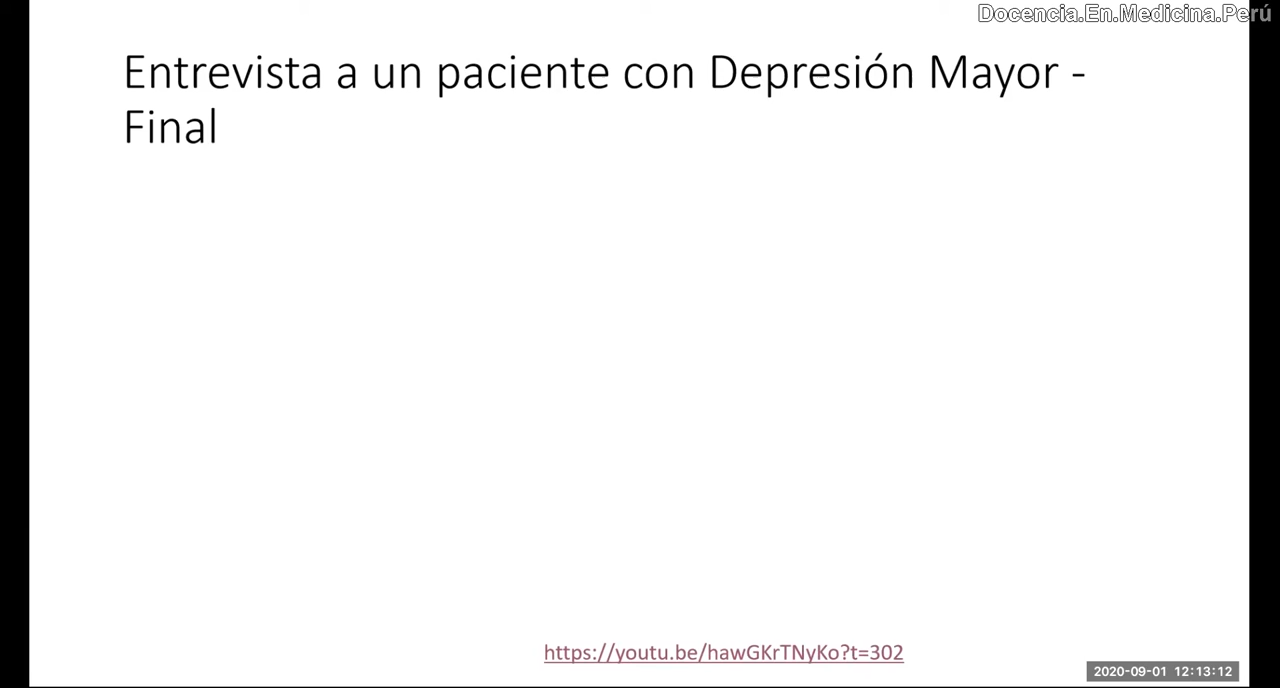 Docencia.En.Medicina.Perú
Entrevista a un paciente con Depresión Mayor -
Final
https://youtu.be/hawGKrTNyKo?t=302
2020-09-01 12:13:12